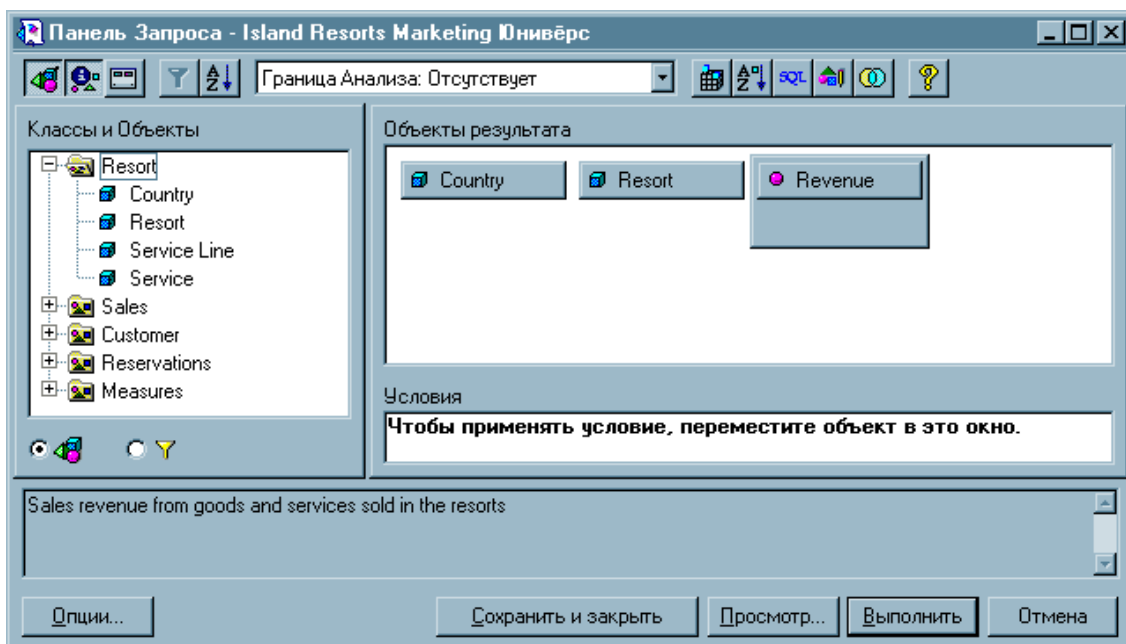 Панель Запроса - Island Resorts Marketing Юнивёрс
Граница Анализа: Отсутствует
SQL
Классы и Объекты
Resort
Country
Resort
Service Line
Service
Sales
Customer
Reservations
Measures
Объекты результата
Country Resort Revenue
Условия
Чтобы применять условие, переместите объект в это окно.
Sales revenue from goods and services sold in the resorts
Опции... Сохранить и закрыть Просмотр... Выполнить Отмена